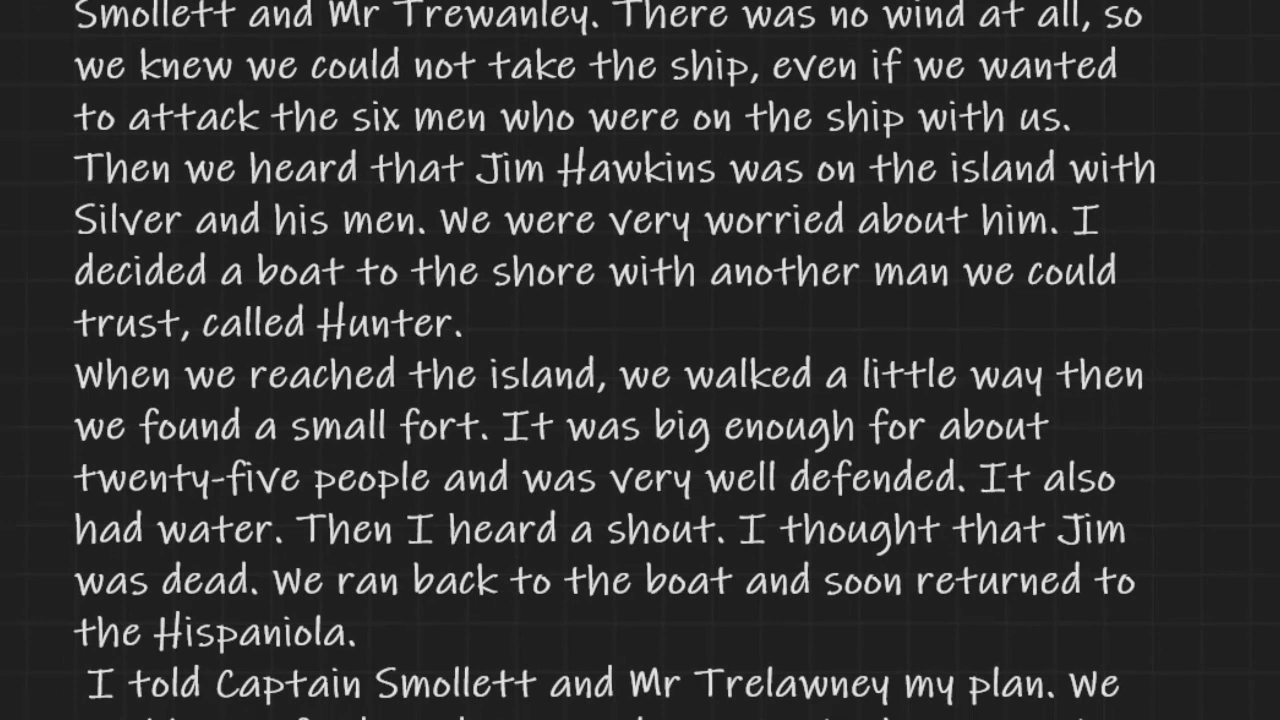 Smollett and Mr Trewanley. There was no wind at all, so
we knew we could not take the ship, even if we wanted
to attack the six men who were on the ship with us.
Then we heard that Jim Hawkins was on the island with
Silver and his men. We were very worried about him. I
decided a boat to the shore with another man we could
trust, called Hunter.
When we reached the island, we walked a little way then
we found a small fort. It was big enough for about
twenty-five people and was very well defended. It also
had water. Then I heard a shout. I thought that Jim
was dead. We ran back to the boat and soon returned to
the Hispaniola.
I told Captain Smollett and Mr Trelawney my plan. We